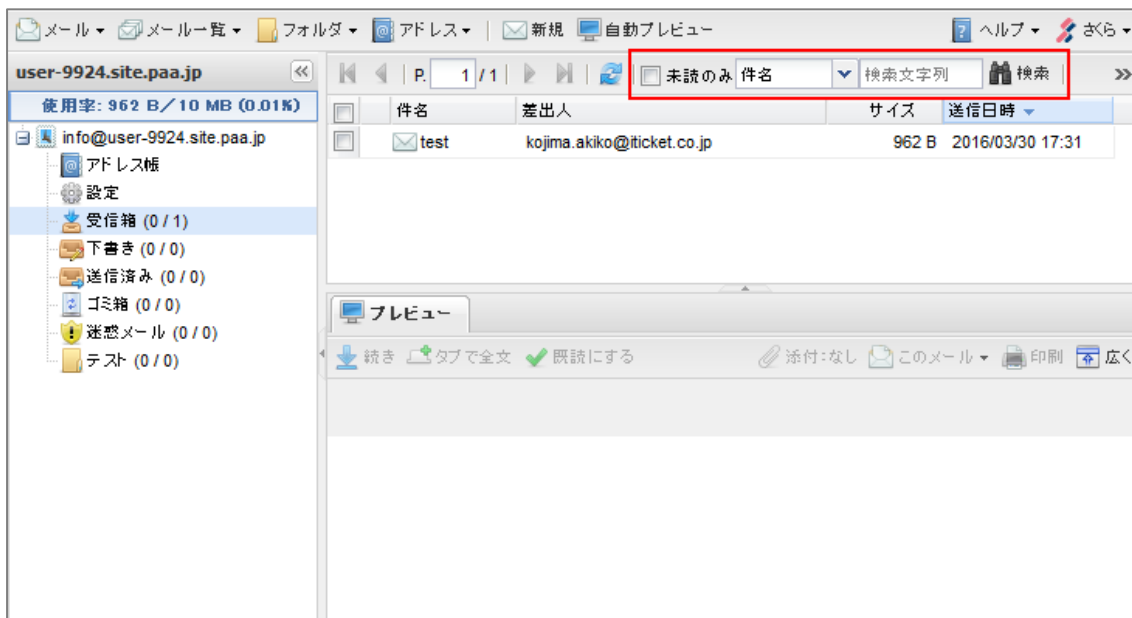 メール メール一覧 フォルダ アドレス 新規 自動プレビュー ヘルプ さくら
user-9924.site.paa.jp
P. 1 / 1 未読のみ 件名 検索文字列 検索
使用率: 962 B／10 MB (0.01%)
件名 差出人 サイズ 送信日時
info@user-9924.site.paa.jp
test kojima.akiko@iticket.co.jp 962 B 2016/03/30 17:31
アドレス帳
設定
受信箱 (0 / 1)
下書き (0 / 0)
送信済み (0 / 0)
ゴミ箱 (0 / 0)
迷惑メール (0 / 0)
テスト (0 / 0)
プレビュー
続き タブで全文 既読にする 添付:なし このメール 印刷 広く